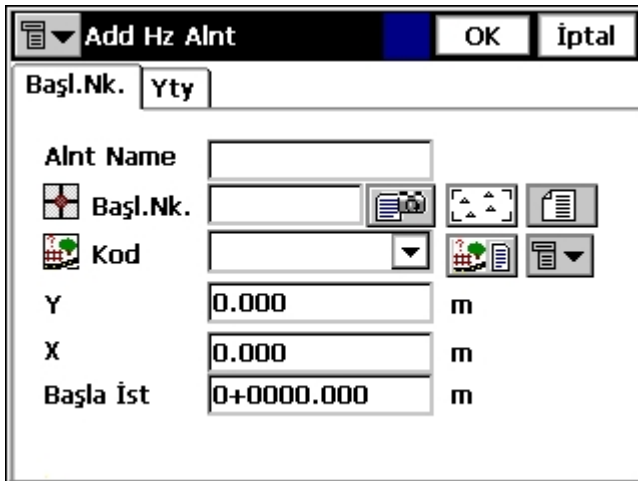 Add Hz Alnt OK İptal
Başl.Nk. Yty
Alnt Name
Başl.Nk.
Kod
Y 0.000 m
X 0.000 m
Başla İst 0+0000.000 m